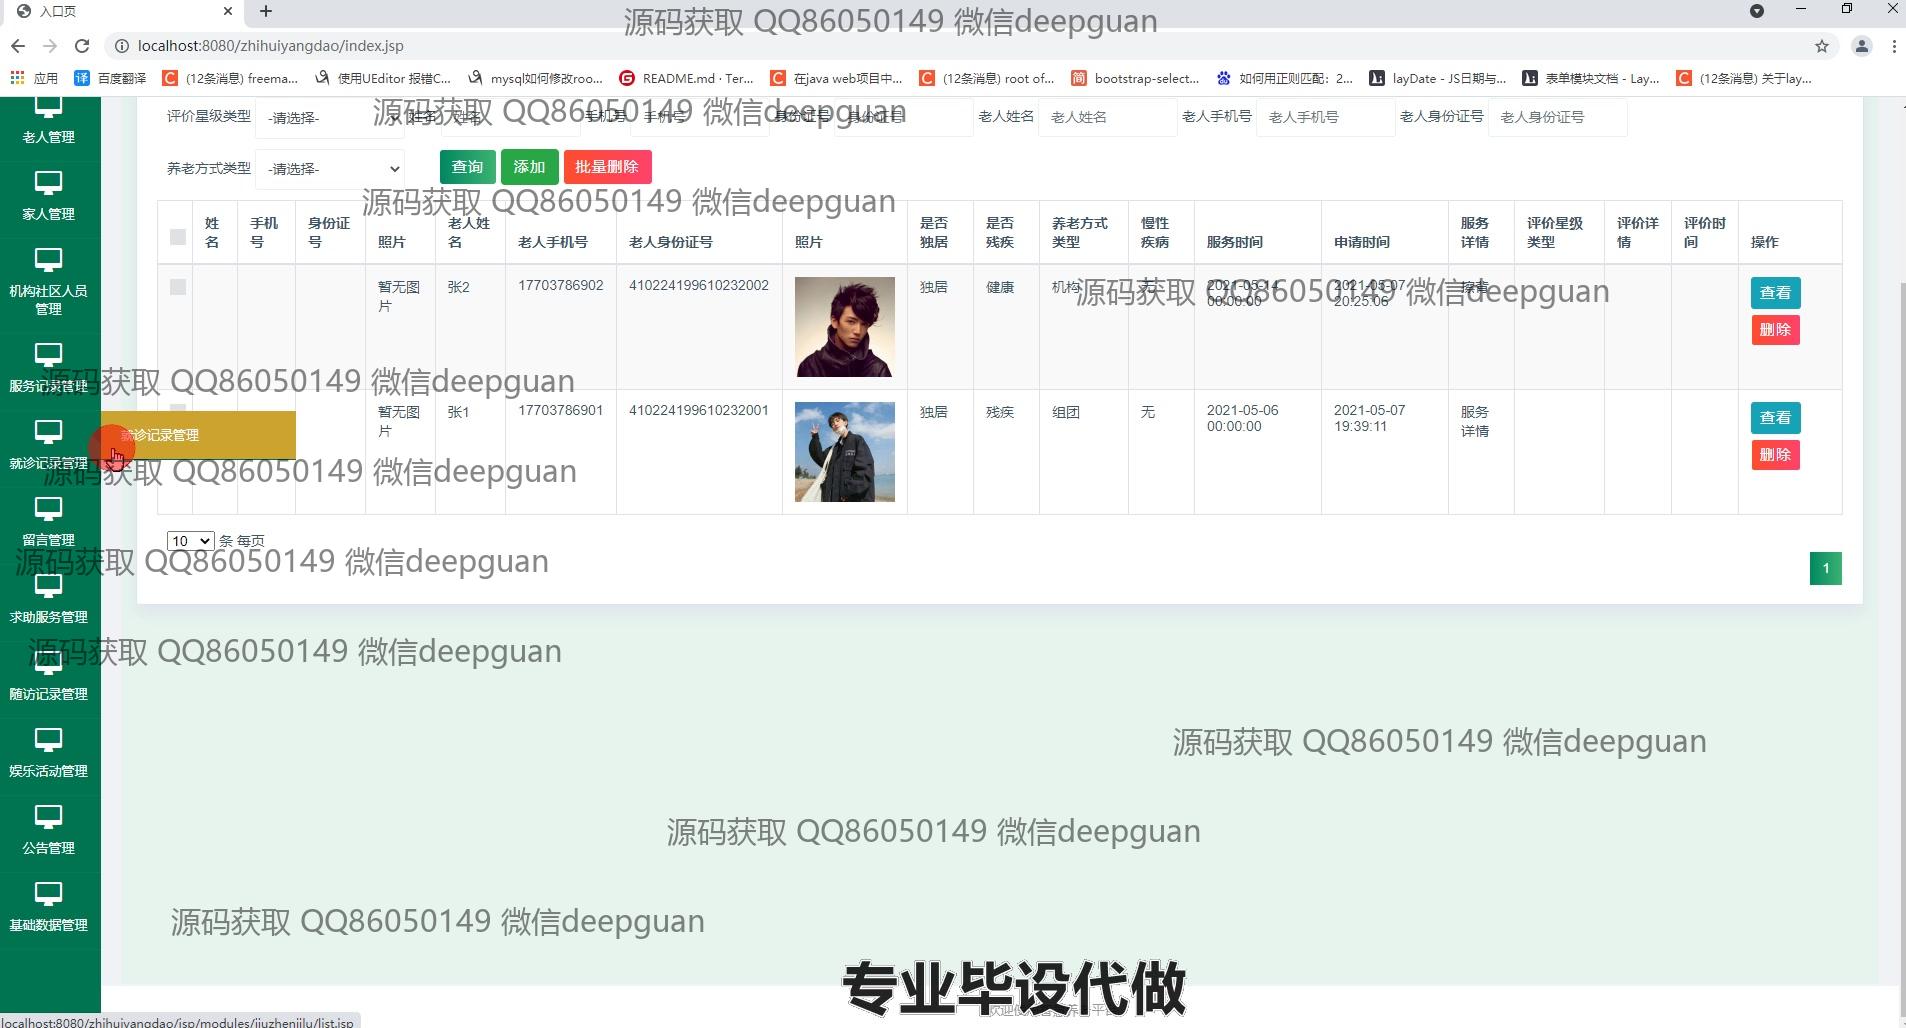 入口页
源码获取 QQ86050149 微信deepguan
localhost:8080/zhihuiyangdao/index.jsp
应用
百度翻译
(12条消息) freema...
使用UEditor 报错C...
mysql如何修改roo...
README.md · Ter...
在java web项目中...
(12条消息) root of...
bootstrap-select...
如何用正则匹配：2...
layDate - JS日期与...
表单模块文档 - Lay...
(12条消息) 关于lay...
评价星级类型 -请选择- 姓名 姓名 手机号 手机号 身份证号 身份证号 老人姓名 老人姓名 老人手机号 老人手机号 老人身份证号 老人身份证号
源码获取 QQ86050149 微信deepguan
养老方式类型 -请选择- 查询 添加 批量删除
源码获取 QQ86050149 微信deepguan
姓名 手机号 身份证号 照片 老人姓名 老人手机号 老人身份证号 照片 是否独居 是否残疾 养老方式类型 慢性疾病 服务时间 申请时间 服务详情 评价星级类型 评价详情 评价时间 操作
暂无图片 张2 17703786902 410224199610232002 独居 健康 机构 2021-05-14 00:00:00 2021-05-07 20:25:06 查看
删除
源码获取 QQ86050149 微信deepguan
暂无图片 张1 17703786901 410224199610232001 独居 残疾 组团 无 2021-05-06 00:00:00 2021-05-07 19:39:11 服务详情 查看
删除
10 条 每页
1
老人管理
家人管理
机构社区人员管理
服务记录管理
源码获取 QQ86050149 微信deepguan
就诊记录管理
就诊记录管理
源码获取 QQ86050149 微信deepguan
留言管理
源码获取 QQ86050149 微信deepguan
求助服务管理
源码获取 QQ86050149 微信deepguan
随访记录管理
源码获取 QQ86050149 微信deepguan
娱乐活动管理
源码获取 QQ86050149 微信deepguan
公告管理
基础数据管理
源码获取 QQ86050149 微信deepguan
专业毕设代做
localhost:8080/zhihuiyangdao/jsp/modules/jiuzhenjilu/list.jsp